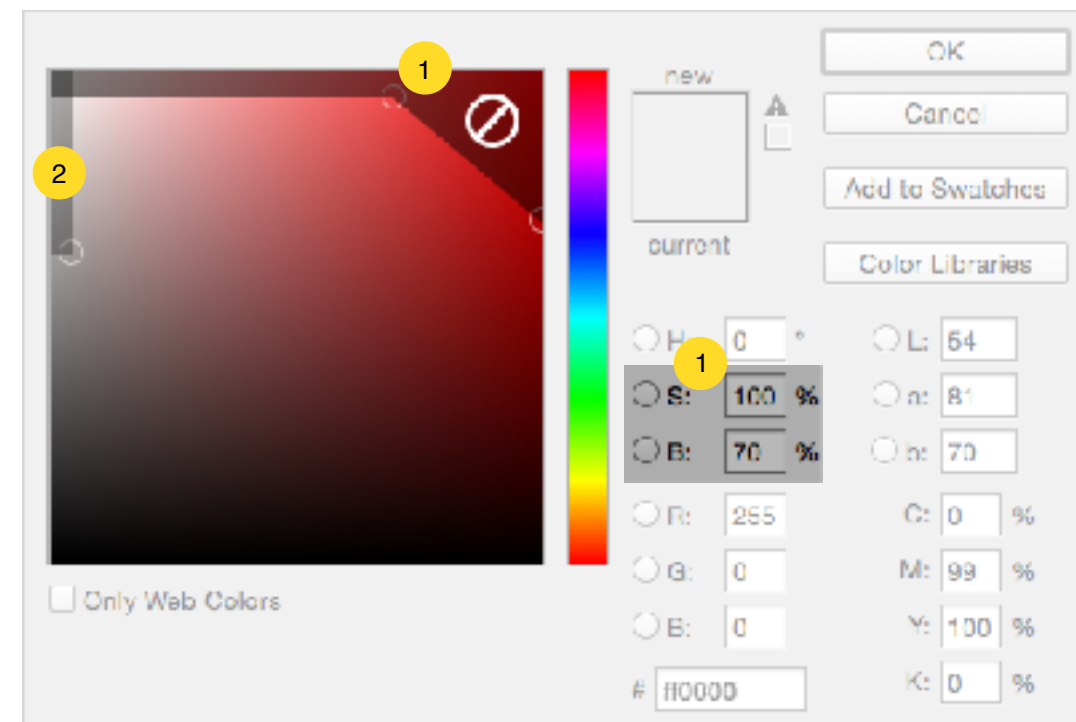 OK
1
new
Cancel
2
Add to Swatches
current
Color Libraries
H: 0 °
L: 54
1
S: 100 %
a: 81
B: 70 %
b: 70
R: 255
C: 0 %
G: 0
M: 99 %
Only Web Colors
B: 0
Y: 100 %
# ff0000
K: 0 %